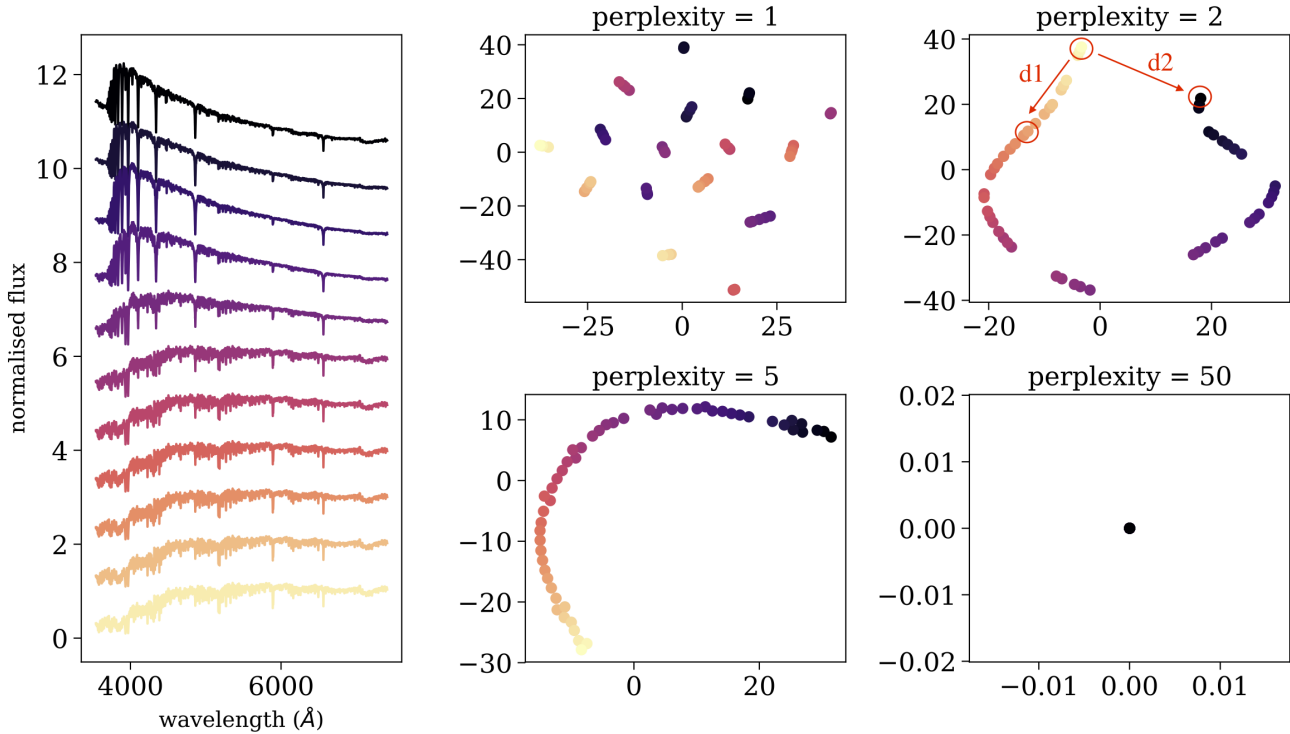 normalised flux
12
10
8
6
4
2
0
4000 6000
wavelength (Å)
perplexity = 1
40
20
0
−20
−40
−25 0 25
perplexity = 2
40
20
0
−20
−40
−20 0 20
d1
d2
perplexity = 5
10
0
−10
−20
−30
0 20
perplexity = 50
0.02
0.01
0.00
−0.01
−0.02
−0.01 0.00 0.01